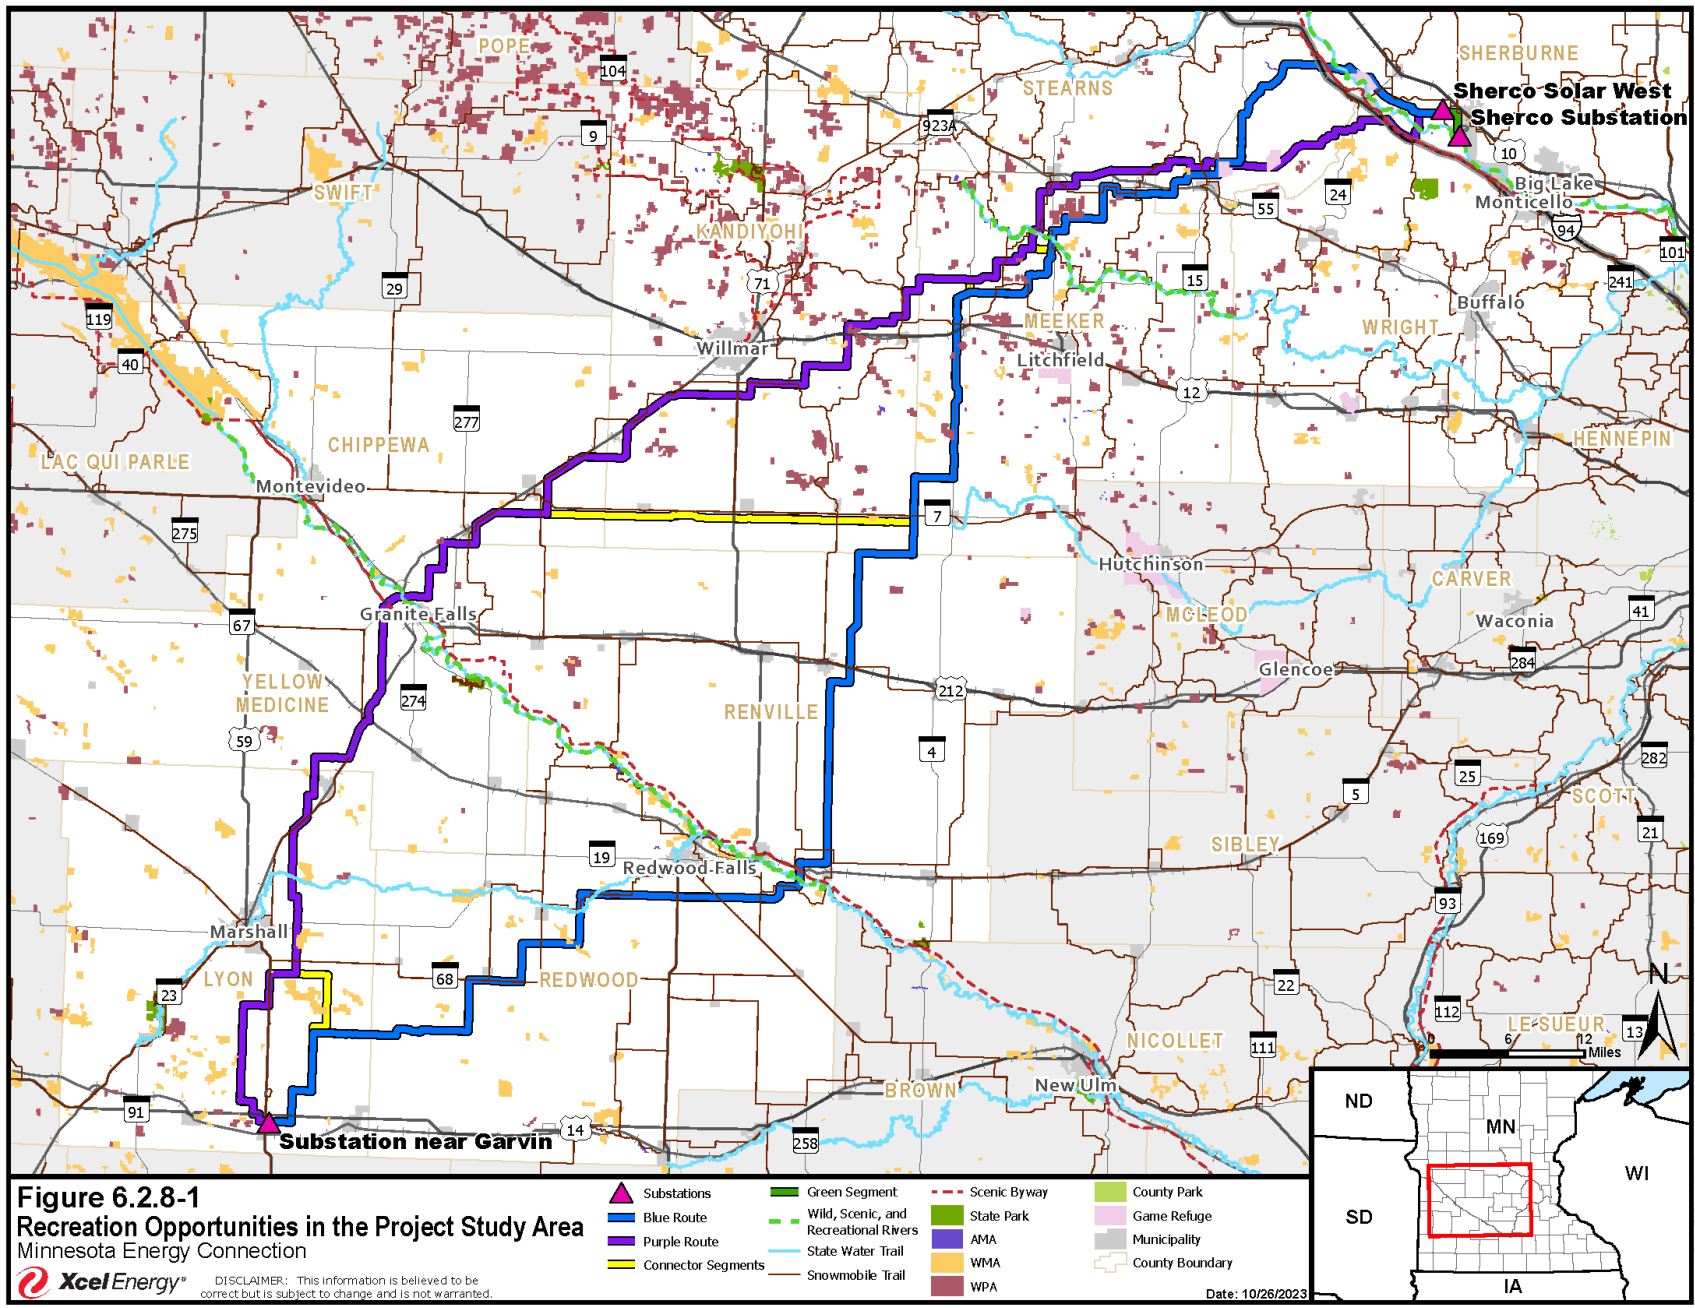 POPE
104
STEARNS
SHERBURNE
Sherco Solar West
Sherco Substation
9
923A
10
SWIFT
Big Lake
Monticello
24
55
94
KANDIYOHI
101
29
71
15
241
119
MEEKER
Buffalo
WRIGHT
Willmar
Litchfield
40
12
277
CHIPPEWA
HENNEPIN
LAC QUI PARLE
Montevideo
7
275
Hutchinson
CARVER
MCLEOD
41
Granite Falls
67
Waconia
284
Glencoe
YELLOW
MEDICINE
274
212
RENVILLE
59
4
282
25
5
SCOTT
21
169
19
SIBLEY
Redwood Falls
93
Marshall
LYON
68
REDWOOD
N
23
22
112
LE SUEUR
13
NICOLLET
111
0 6 12
Miles
New Ulm
BROWN
91
14
258
Substation near Garvin
ND
MN
WI
SD
IA
Figure 6.2.8-1
Recreation Opportunities in the Project Study Area
Minnesota Energy Connection
Xcel Energy®
DISCLAIMER: This information is believed to be
correct but is subject to change and is not warranted.
Substations
Blue Route
Purple Route
Connector Segments
Green Segment
Wild, Scenic, and
Recreational Rivers
State Water Trail
Snowmobile Trail
Scenic Byway
State Park
AMA
WMA
WPA
County Park
Game Refuge
Municipality
County Boundary
Date: 10/26/2023